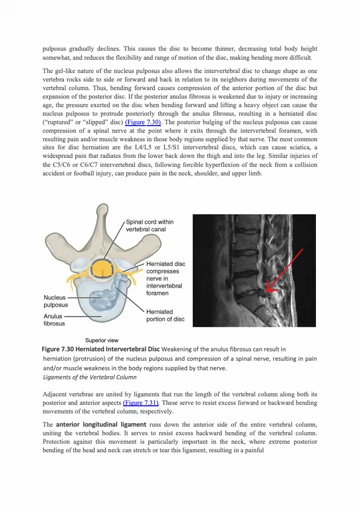 pulposus gradually declines. This causes the disc to become thinner, decreasing total body height
somewhat, and reduces the flexibility and range of motion of the disc, making bending more difficult.
The gel-like nature of the nucleus pulposus also allows the intervertebral disc to change shape as one
vertebra rocks side to side or forward and back in relation to its neighbors during movements of the
vertebral column. Thus, bending forward causes compression of the anterior portion of the disc but
expansion of the posterior disc. If the posterior anulus fibrosus is weakened due to injury or increasing
age, the pressure exerted on the disc when bending forward and lifting a heavy object can cause the
nucleus pulposus to protrude posteriorly through the anulus fibrosus, resulting in a herniated disc
(“ruptured” or “slipped” disc) (Figure 7.30). The posterior bulging of the nucleus pulposus can cause
compression of a spinal nerve at the point where it exits through the intervertebral foramen, with
resulting pain and/or muscle weakness in those body regions supplied by that nerve. The most common
sites for disc herniation are the L4/L5 or L5/S1 intervertebral discs, which can cause sciatica, a
widespread pain that radiates from the lower back down the thigh and into the leg. Similar injuries of
the C5/C6 or C6/C7 intervertebral discs, following forcible hyperflexion of the neck from a collision
accident or football injury, can produce pain in the neck, shoulder, and upper limb.
Spinal cord within
vertebral canal
Herniated disc
compresses
nerve in
intervertebral
foramen
Nucleus
pulposus
Herniated
portion of disc
Anulus
fibrosus
Superior view
Figure 7.30 Herniated Intervertebral Disc Weakening of the anulus fibrosus can result in
herniation (protrusion) of the nucleus pulposus and compression of a spinal nerve, resulting in pain
and/or muscle weakness in the body regions supplied by that nerve.
Ligaments of the Vertebral Column
Adjacent vertebrae are united by ligaments that run the length of the vertebral column along both its
posterior and anterior aspects (Figure 7.31). These serve to resist excess forward or backward bending
movements of the vertebral column, respectively.
The anterior longitudinal ligament runs down the anterior side of the entire vertebral column,
uniting the vertebral bodies. It serves to resist excess backward bending of the vertebral column.
Protection against this movement is particularly important in the neck, where extreme posterior
bending of the head and neck can stretch or tear this ligament, resulting in a painful